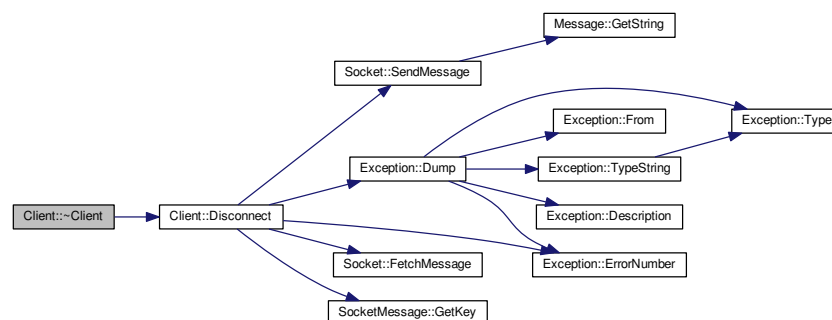 Message::GetString
Socket::SendMessage
Exception::From
Exception::Type
Exception::Dump
Exception::TypeString
Client::~Client
Client::Disconnect
Exception::Description
Socket::FetchMessage
Exception::ErrorNumber
SocketMessage::GetKey